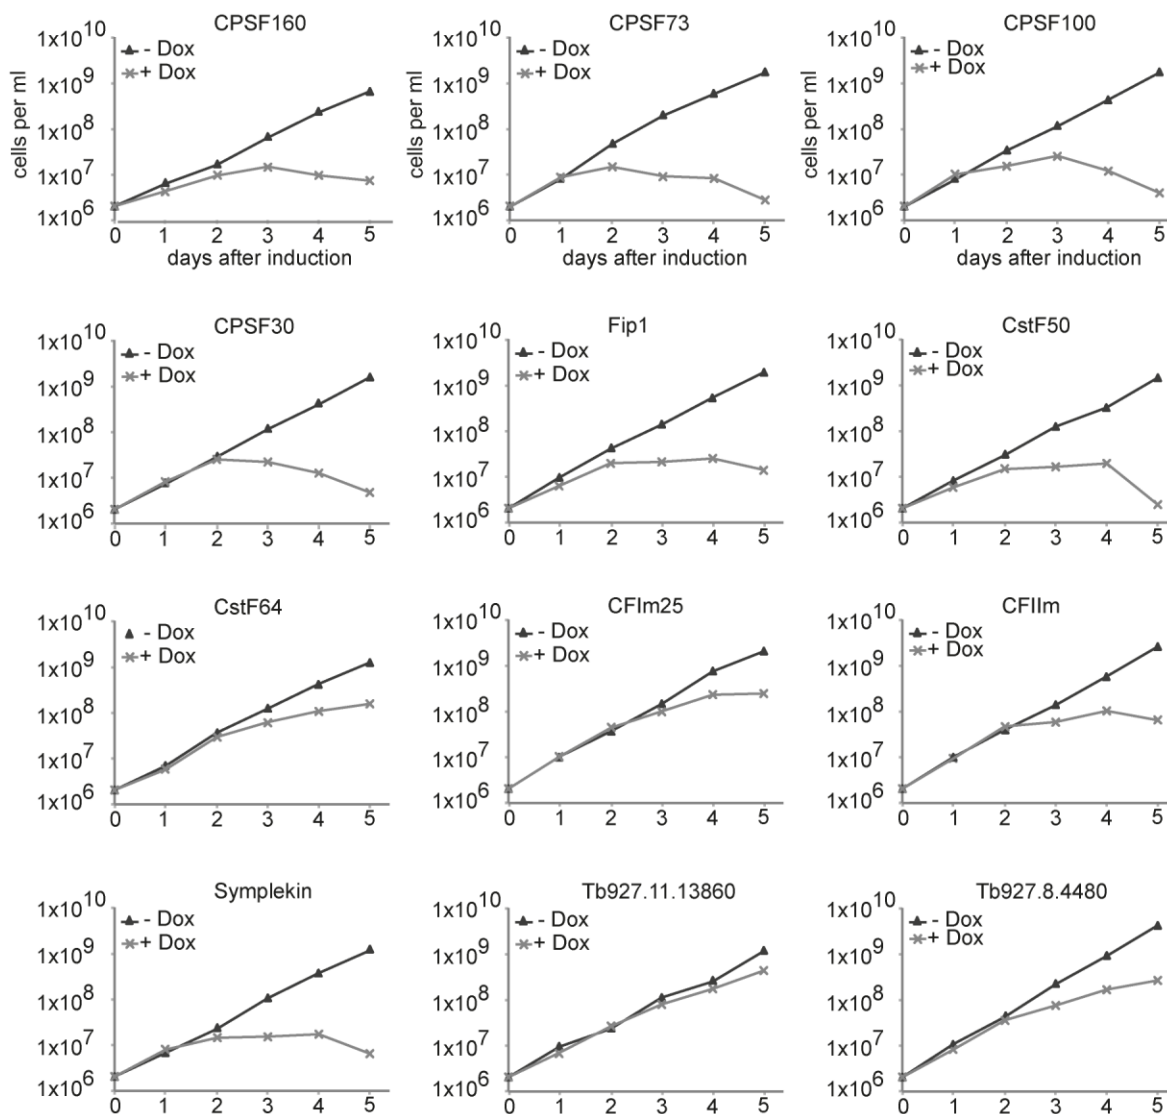 CPSF160
1x10^10
1x10^9
1x10^8
1x10^7
1x10^6
cells per ml
- Dox
+ Dox
0 1 2 3 4 5
days after induction
CPSF73
1x10^10
1x10^9
1x10^8
1x10^7
1x10^6
cells per ml
- Dox
+ Dox
0 1 2 3 4 5
days after induction
CPSF100
1x10^10
1x10^9
1x10^8
1x10^7
1x10^6
cells per ml
- Dox
+ Dox
0 1 2 3 4 5
days after induction
CPSF30
1x10^10
1x10^9
1x10^8
1x10^7
1x10^6
- Dox
+ Dox
0 1 2 3 4 5
Fip1
1x10^10
1x10^9
1x10^8
1x10^7
1x10^6
- Dox
+ Dox
0 1 2 3 4 5
CstF50
1x10^10
1x10^9
1x10^8
1x10^7
1x10^6
- Dox
+ Dox
0 1 2 3 4 5
CstF64
1x10^10
1x10^9
1x10^8
1x10^7
1x10^6
- Dox
+ Dox
0 1 2 3 4 5
CFIm25
1x10^10
1x10^9
1x10^8
1x10^7
1x10^6
- Dox
+ Dox
0 1 2 3 4 5
CFIIm
1x10^10
1x10^9
1x10^8
1x10^7
1x10^6
- Dox
+ Dox
0 1 2 3 4 5
Symplekin
1x10^10
1x10^9
1x10^8
1x10^7
1x10^6
- Dox
+ Dox
0 1 2 3 4 5
Tb927.11.13860
1x10^10
1x10^9
1x10^8
1x10^7
1x10^6
- Dox
+ Dox
0 1 2 3 4 5
Tb927.8.4480
1x10^10
1x10^9
1x10^8
1x10^7
1x10^6
- Dox
+ Dox
0 1 2 3 4 5